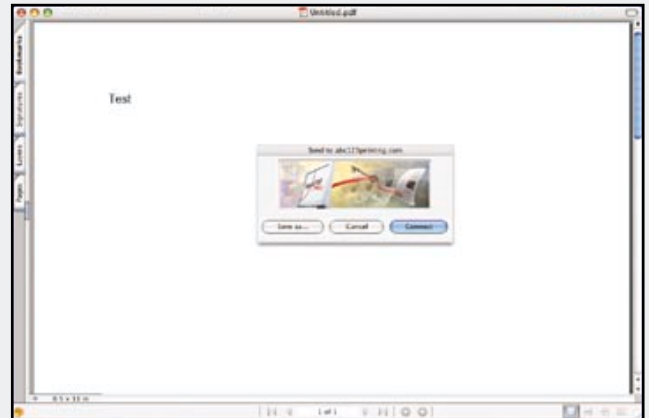 Untitled.pdf
Bookmarks
Signatures
Layers
Pages
Test
Send to abc123printing.com
Save as...
Cancel
Connect
8.5 x 11 in
1 of 1